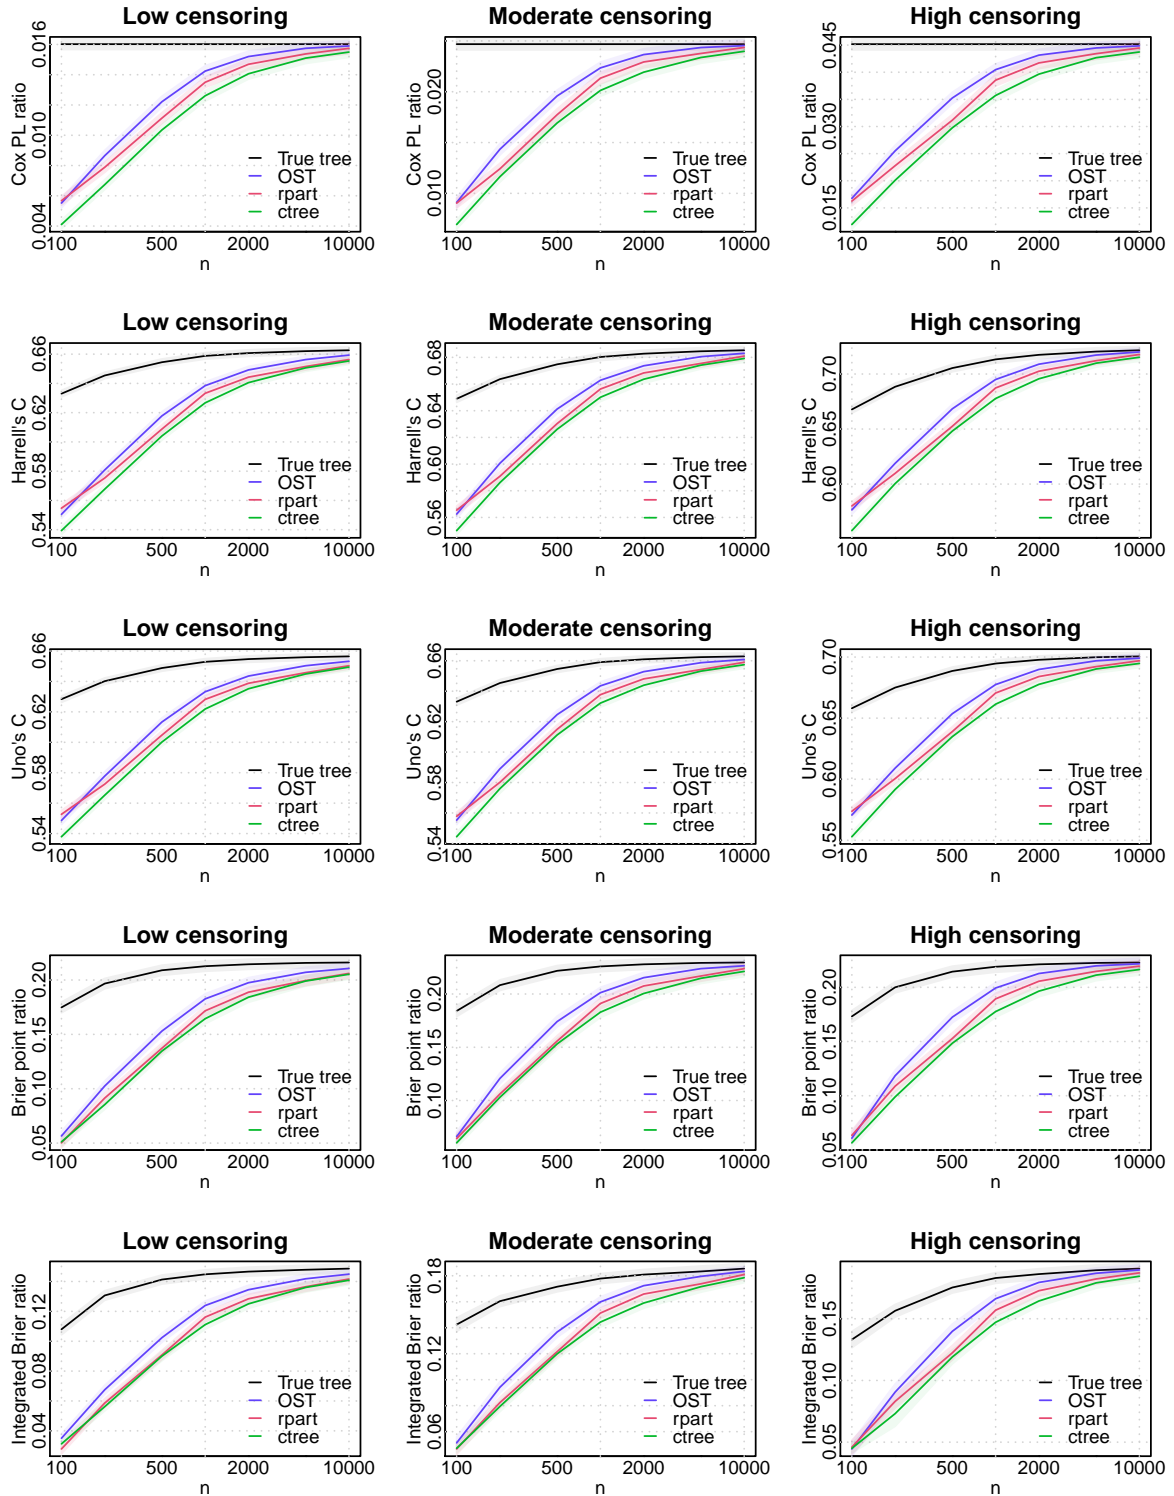 Low censoring
Cox PL ratio
0.004 0.010 0.016
True tree
OST
rpart
ctree
100 500 2000 10000
n
Moderate censoring
Cox PL ratio
0.010 0.020
True tree
OST
rpart
ctree
100 500 2000 10000
n
High censoring
Cox PL ratio
0.015 0.030 0.045
True tree
OST
rpart
ctree
100 500 2000 10000
n
Low censoring
Harrell's C
0.54 0.58 0.62 0.66
True tree
OST
rpart
ctree
100 500 2000 10000
n
Moderate censoring
Harrell's C
0.56 0.60 0.64 0.68
True tree
OST
rpart
ctree
100 500 2000 10000
n
High censoring
Harrell's C
0.60 0.65 0.70
True tree
OST
rpart
ctree
100 500 2000 10000
n
Low censoring
Uno's C
0.54 0.58 0.62 0.66
True tree
OST
rpart
ctree
100 500 2000 10000
n
Moderate censoring
Uno's C
0.54 0.58 0.62 0.66
True tree
OST
rpart
ctree
100 500 2000 10000
n
High censoring
Uno's C
0.55 0.60 0.65 0.70
True tree
OST
rpart
ctree
100 500 2000 10000
n
Low censoring
Brier point ratio
0.05 0.10 0.15 0.20
True tree
OST
rpart
ctree
100 500 2000 10000
n
Moderate censoring
Brier point ratio
0.10 0.15 0.20
True tree
OST
rpart
ctree
100 500 2000 10000
n
High censoring
Brier point ratio
0.05 0.10 0.15 0.20
True tree
OST
rpart
ctree
100 500 2000 10000
n
Low censoring
Integrated Brier ratio
0.04 0.08 0.12
True tree
OST
rpart
ctree
100 500 2000 10000
n
Moderate censoring
Integrated Brier ratio
0.06 0.12 0.18
True tree
OST
rpart
ctree
100 500 2000 10000
n
High censoring
Integrated Brier ratio
0.05 0.10 0.15
True tree
OST
rpart
ctree
100 500 2000 10000
n